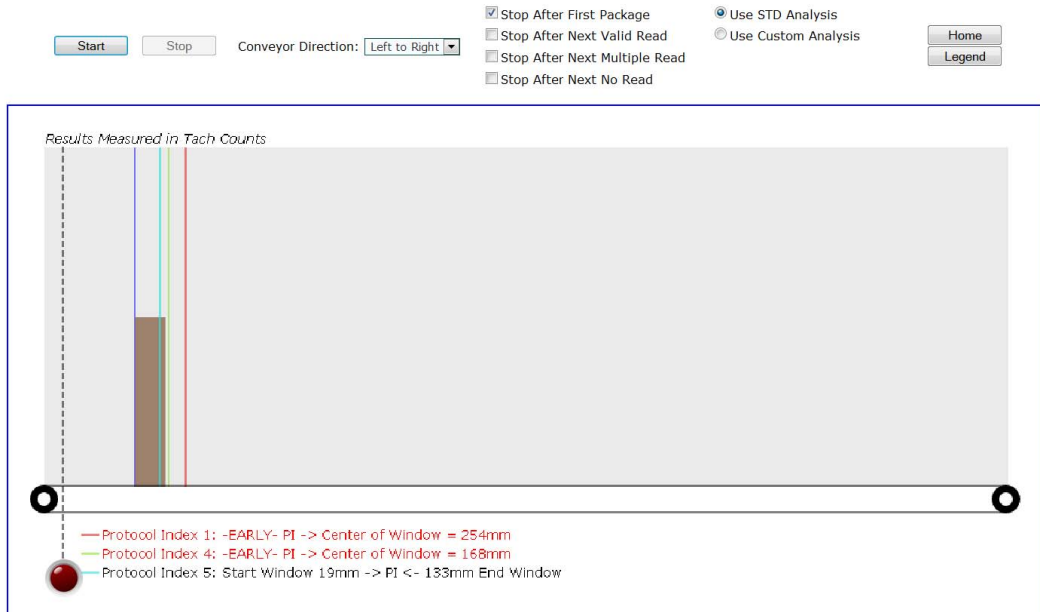 Start
Stop
Conveyor Direction:
Left to Right
Stop After First Package
Stop After Next Valid Read
Stop After Next Multiple Read
Stop After Next No Read
Use STD Analysis
Use Custom Analysis
Home
Legend
Results Measured in Tach Counts
Protocol Index 1: -EARLY- PI -> Center of Window = 254mm
Protocol Index 4: -EARLY- PI -> Center of Window = 168mm
Protocol Index 5: Start Window 19mm -> PI <- 133mm End Window